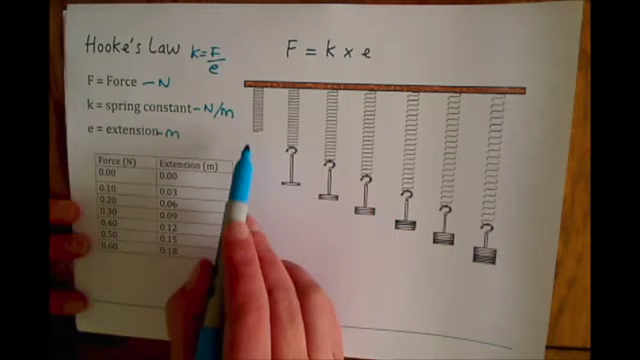 Hooke's Law k = F/e
F = k x e
F = Force – N
k = spring constant – N/m
e = extension – m
Force (N) Extension (m)
0.00 0.00
0.10 0.03
0.20 0.06
0.30 0.09
0.40 0.12
0.50 0.15
0.60 0.18